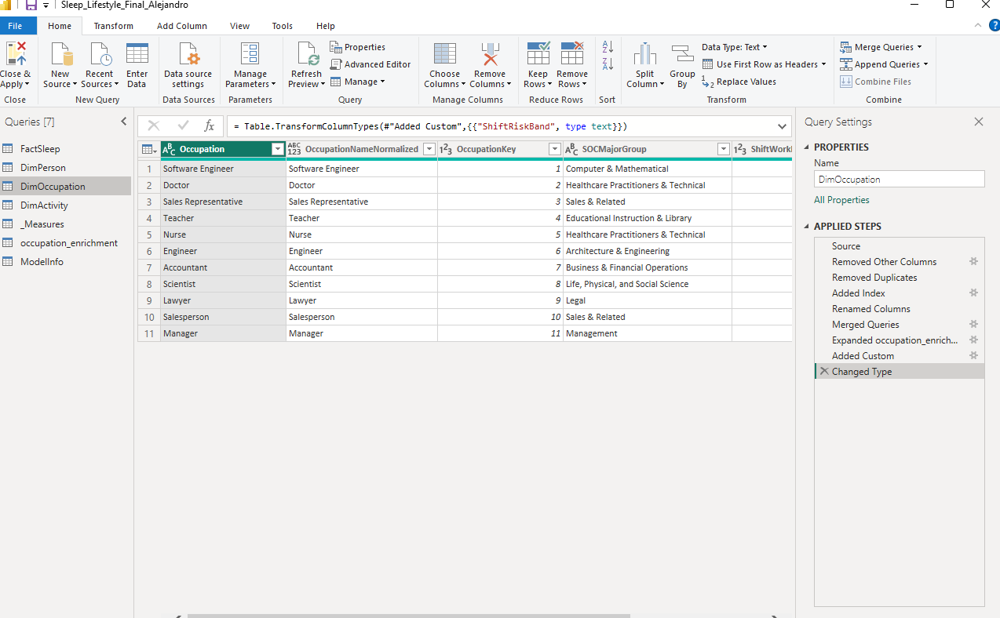 Sleep_Lifestyle_Final_Alejandro
File Home Transform Add Column View Tools Help
Close & Apply
Close
New Source
Recent Sources
Enter Data
New Query
Data source settings
Data Sources
Manage Parameters
Parameters
Refresh Preview
Properties
Advanced Editor
Manage
Query
Choose Columns
Remove Columns
Manage Columns
Keep Rows
Remove Rows
Reduce Rows
Sort
Split Column
Group By
Data Type: Text
Use First Row as Headers
Replace Values
Transform
Merge Queries
Append Queries
Combine Files
Combine
Queries [7]
FactSleep
DimPerson
DimOccupation
DimActivity
_Measures
occupation_enrichment
ModelInfo
fx
= Table.TransformColumnTypes(#"Added Custom",{{"ShiftRiskBand", type text}})
Occupation OccupationNameNormalized OccupationKey SOCMajorGroup
1 Software Engineer Software Engineer 1 Computer & Mathematical
2 Doctor Doctor 2 Healthcare Practitioners & Technical
3 Sales Representative Sales Representative 3 Sales & Related
4 Teacher Teacher 4 Educational Instruction & Library
5 Nurse Nurse 5 Healthcare Practitioners & Technical
6 Engineer Engineer 6 Architecture & Engineering
7 Accountant Accountant 7 Business & Financial Operations
8 Scientist Scientist 8 Life, Physical, and Social Science
9 Lawyer Lawyer 9 Legal
10 Salesperson Salesperson 10 Sales & Related
11 Manager Manager 11 Management
Query Settings
PROPERTIES
Name
DimOccupation
All Properties
APPLIED STEPS
Source
Removed Other Columns
Removed Duplicates
Added Index
Renamed Columns
Merged Queries
Expanded occupation_enrich...
Added Custom
Changed Type